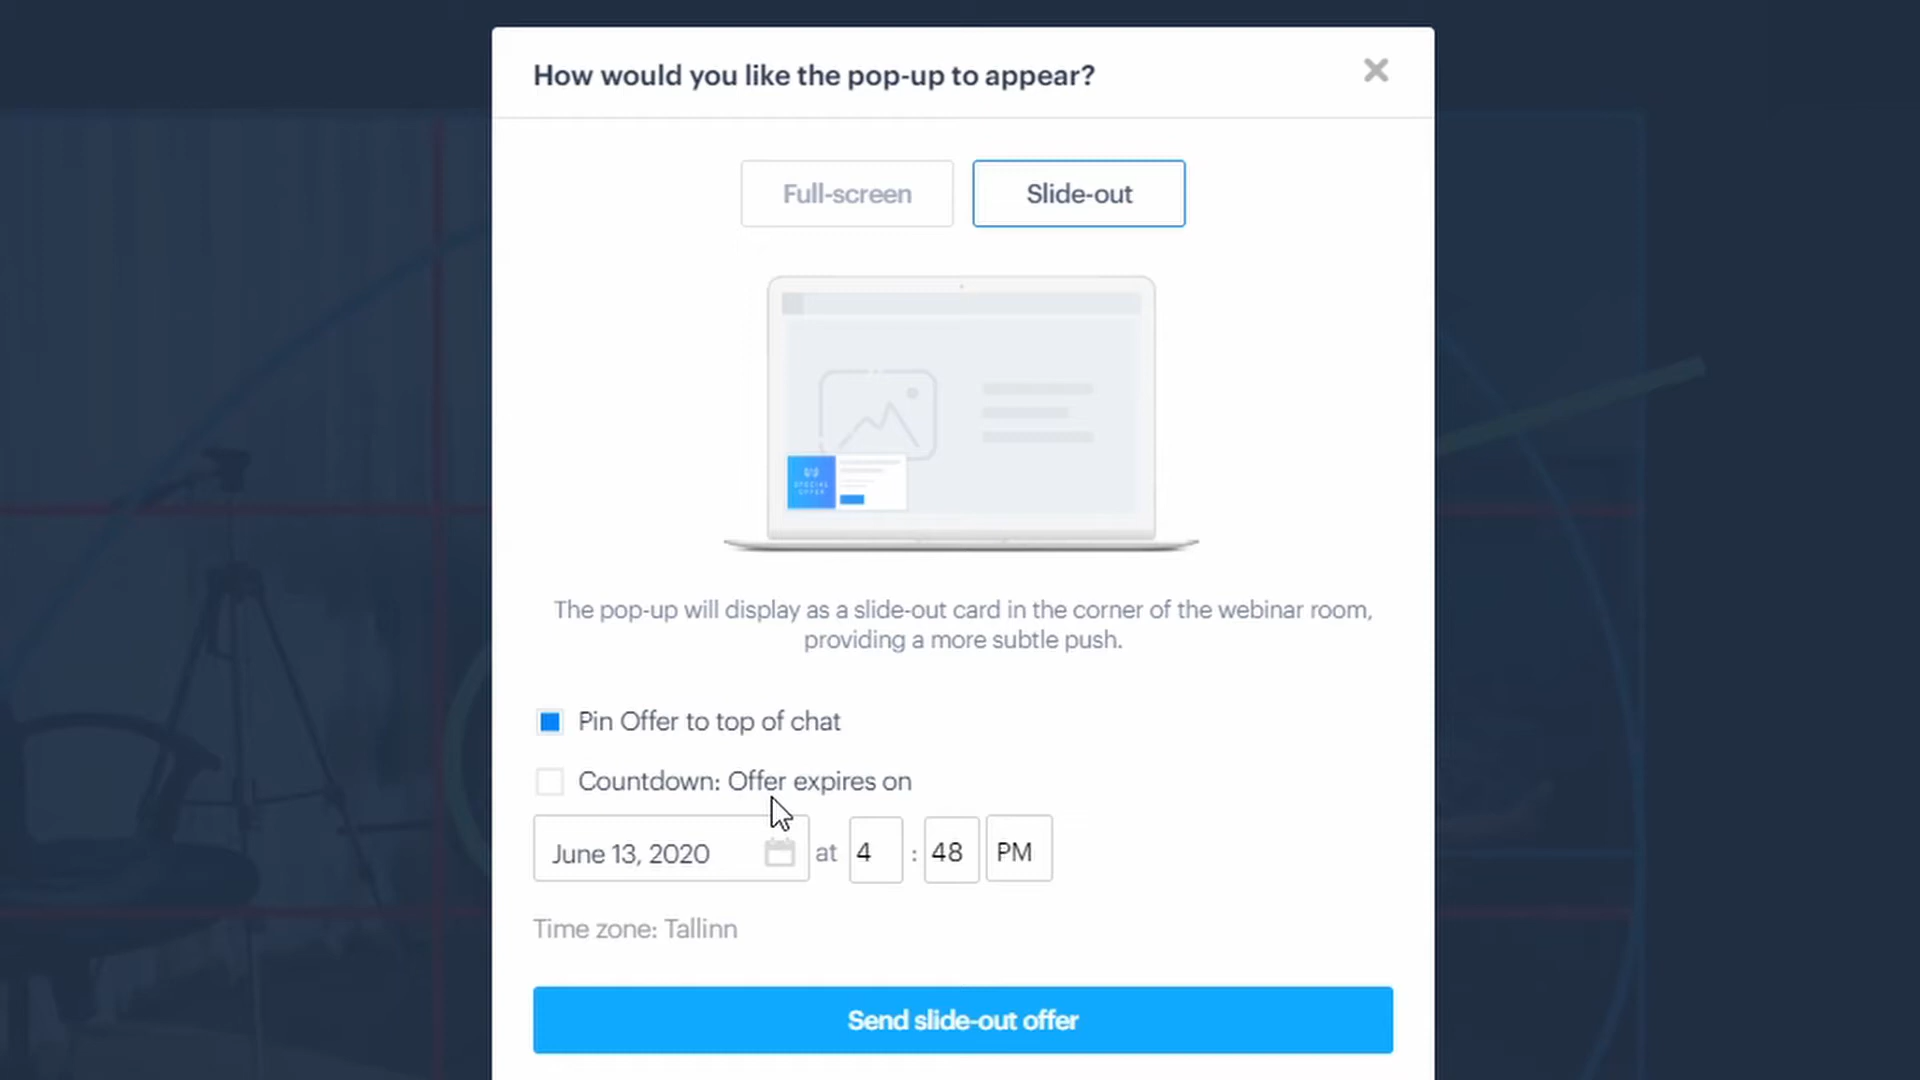 How would you like the pop-up to appear?
Full-screen
Slide-out
SPECIAL
OFFER
The pop-up will display as a slide-out card in the corner of the webinar room,
providing a more subtle push.
Pin Offer to top of chat
Countdown: Offer expires on
June 13, 2020 at 4 : 48 PM
Time zone: Tallinn
Send slide-out offer